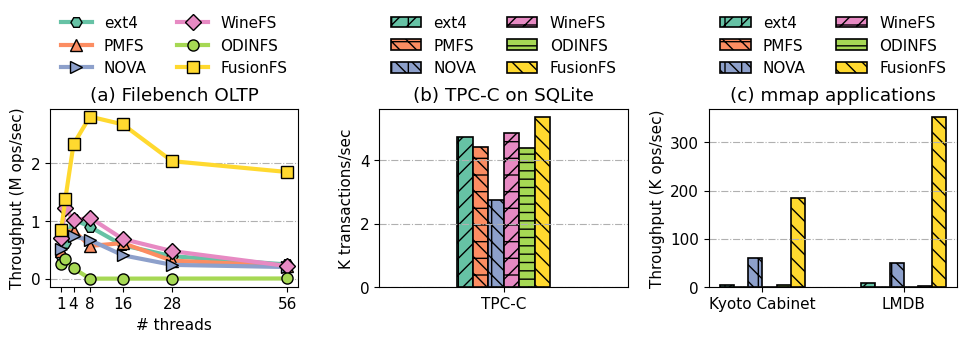 ext4 WineFS
PMFS ODINFS
NOVA FusionFS
(a) Filebench OLTP
Throughput (M ops/sec)
2
1
0
1 4 8 16 28 56
# threads
ext4 WineFS
PMFS ODINFS
NOVA FusionFS
(b) TPC-C on SQLite
K transactions/sec
4
2
0
TPC-C
ext4 WineFS
PMFS ODINFS
NOVA FusionFS
(c) mmap applications
Throughput (K ops/sec)
300
200
100
0
Kyoto Cabinet LMDB